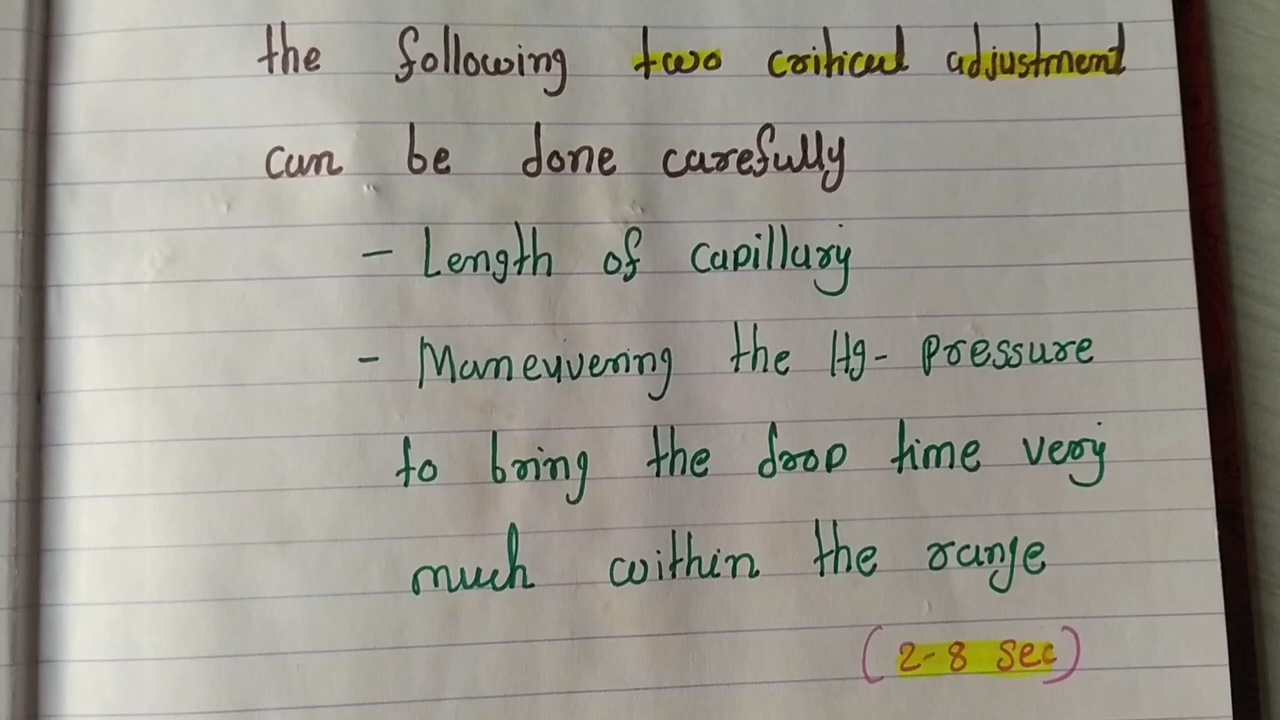 the following two critical adjustment
can be done carefully
- Length of capillary
- Maneuvering the Hg- pressure
to bring the drop time very
much within the range
(2-8 sec)